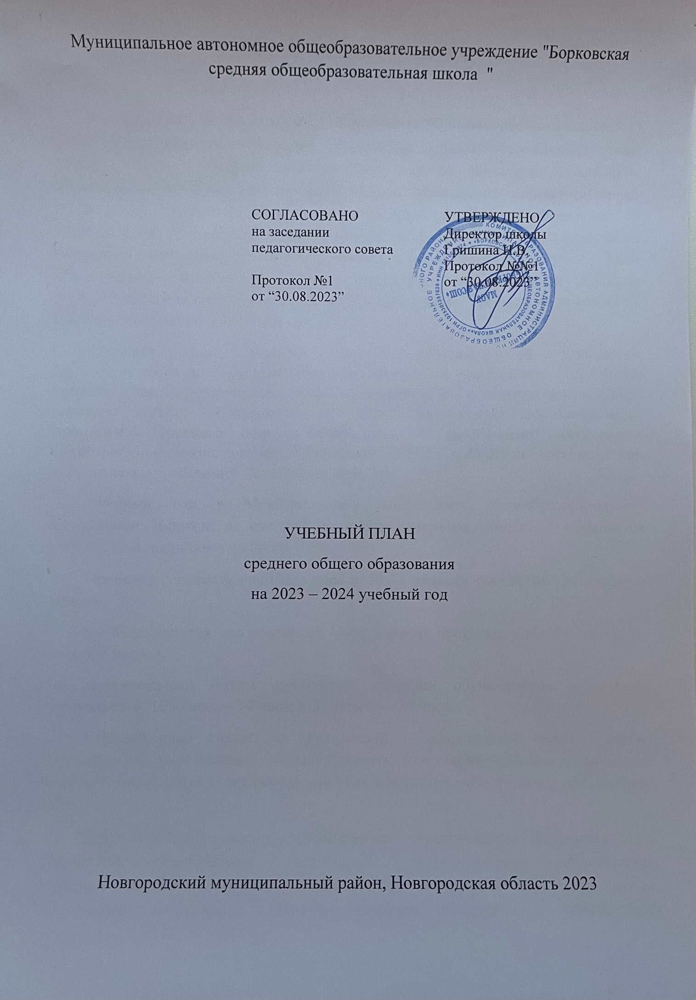 Муниципальное автономное общеобразовательное учреждение "Борковская
средняя общеобразовательная школа "
СОГЛАСОВАНО
на заседании
педагогического совета
Протокол №1
от “30.08.2023”
УТВЕРЖДЕНО
Директор школы
Гришина Н.В.
Протокол №№1
от “30.08.2023”
МАОУ
СОШ»
УЧЕБНЫЙ ПЛАН
среднего общего образования
на 2023 – 2024 учебный год
Новгородский муниципальный район, Новгородская область 2023